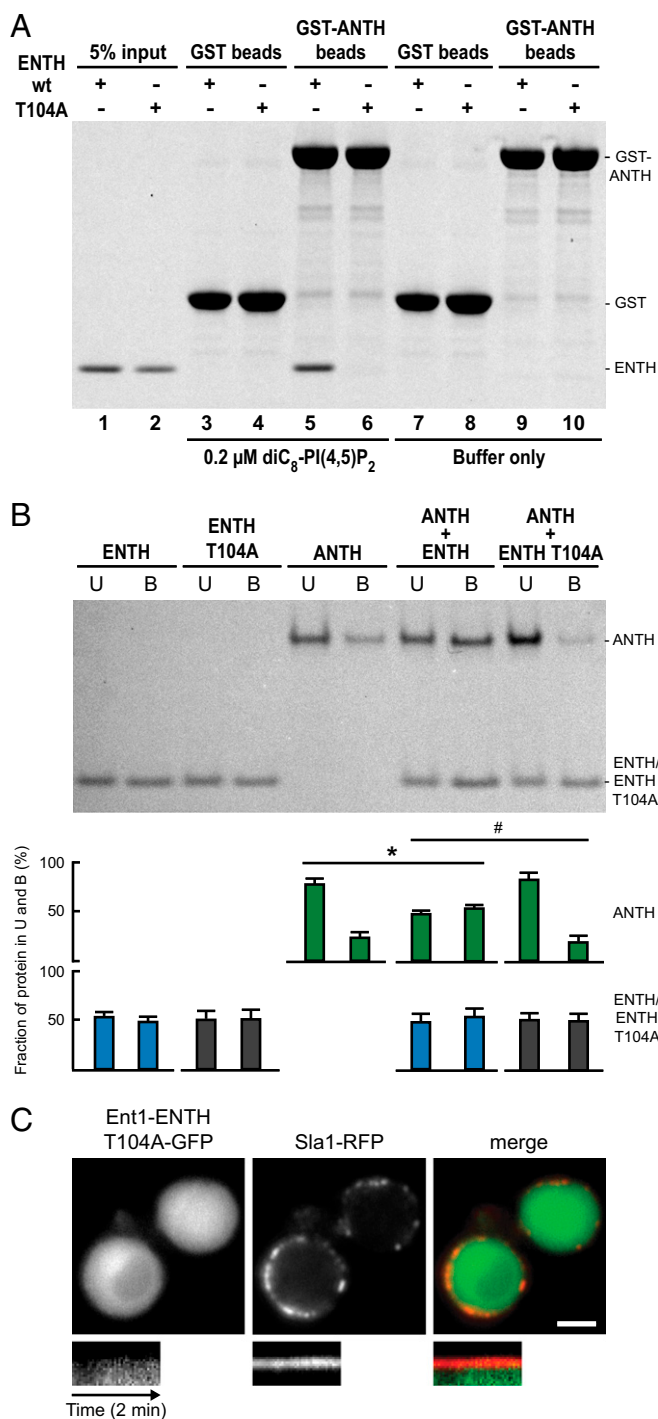 A
GST-ANTH GST-ANTH
ENTH 5% input GST beads beads GST beads beads
wt + - + - + - + - + -
T104A - + - + - + - + - +
GST-
ANTH
GST
ENTH
1 2 3 4 5 6 7 8 9 10
0.2 µM diC8-PI(4,5)P2 Buffer only
B
ENTH ENTH T104A ANTH ANTH + ENTH ANTH + ENTH T104A
U B U B U B U B U B
ANTH
ENTH/
ENTH
T104A
Fraction of protein in U and B (%)
100
50
* #
ANTH
100
50
ENTH/
ENTH
T104A
C
Ent1-ENTH
T104A-GFP Sla1-RFP merge
Time (2 min)